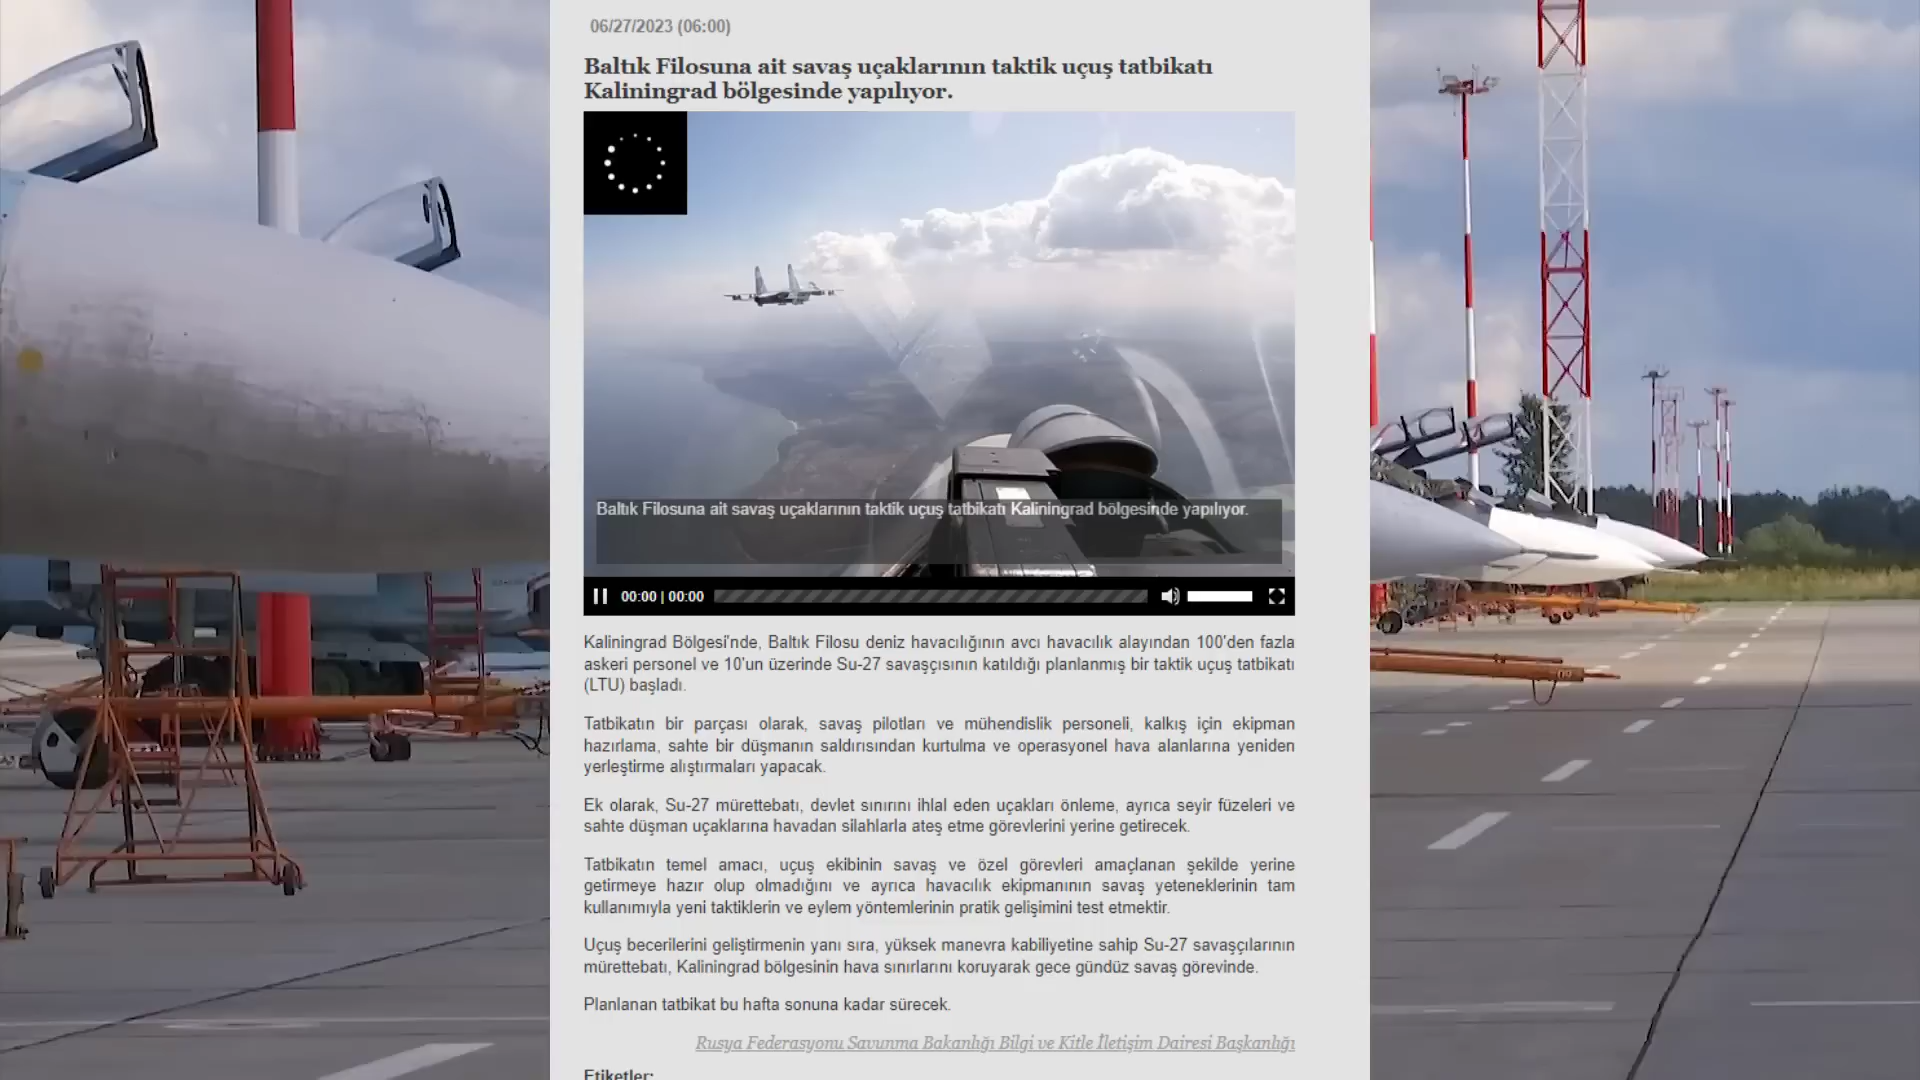 06/27/2023 (06:00)
Baltık Filosuna ait savaş uçaklarının taktik uçuş tatbikatı
Kaliningrad bölgesinde yapılıyor.
Baltık Filosuna ait savaş uçaklarının taktik uçuş tatbikatı Kaliningrad bölgesinde yapılıyor.
00:00 | 00:00
Kaliningrad Bölgesi'nde, Baltık Filosu deniz havacılığının avcı havacılık alayından 100'den fazla
askeri personel ve 10'un üzerinde Su-27 savaşçısının katıldığı planlanmış bir taktik uçuş tatbikatı
(LTU) başladı.
Tatbikatın bir parçası olarak, savaş pilotları ve mühendislik personeli, kalkış için ekipman
hazırlama, sahte bir düşmanın saldırısından kurtulma ve operasyonel hava alanlarına yeniden
yerleştirme alıştırmaları yapacak.
Ek olarak, Su-27 mürettebatı, devlet sınırını ihlal eden uçakları önleme, ayrıca seyir füzeleri ve
sahte düşman uçaklarına havadan silahlarla ateş etme görevlerini yerine getirecek.
Tatbikatın temel amacı, uçuş ekibinin savaş ve özel görevleri amaçlanan şekilde yerine
getirmeye hazır olup olmadığını ve ayrıca havacılık ekipmanının savaş yeteneklerinin tam
kullanımıyla yeni taktiklerin ve eylem yöntemlerinin pratik gelişimini test etmektir.
Uçuş becerilerini geliştirmenin yanı sıra, yüksek manevra kabiliyetine sahip Su-27 savaşçılarının
mürettebatı, Kaliningrad bölgesinin hava sınırlarını koruyarak gece gündüz savaş görevinde.
Planlanan tatbikat bu hafta sonuna kadar sürecek.
Rusya Federasyonu Savunma Bakanlığı Bilgi ve Kitle İletişim Dairesi Başkanlığı
Etiketler: